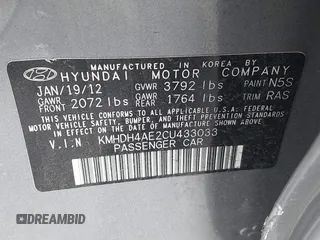 MANUFACTURED IN KOREA BY
HYUNDAI MOTOR COMPANY
JAN/19/12 GVWR 3792 lbs PAINT N5S
GAWR FRONT 2072 lbs GAWR REAR 1764 lbs TRIM RAS
THIS VEHICLE CONFORMS TO ALL APPLICABLE
U.S. FEDERAL MOTOR VEHICLE SAFETY, BUMPER,
AND THEFT PREVENTION STANDARDS IN EFFECT ON
THE DATE OF MANUFACTURE SHOWN ABOVE.
V.I.N KMHDH4AE2CU433033
PASSENGER CAR
DREAMBID